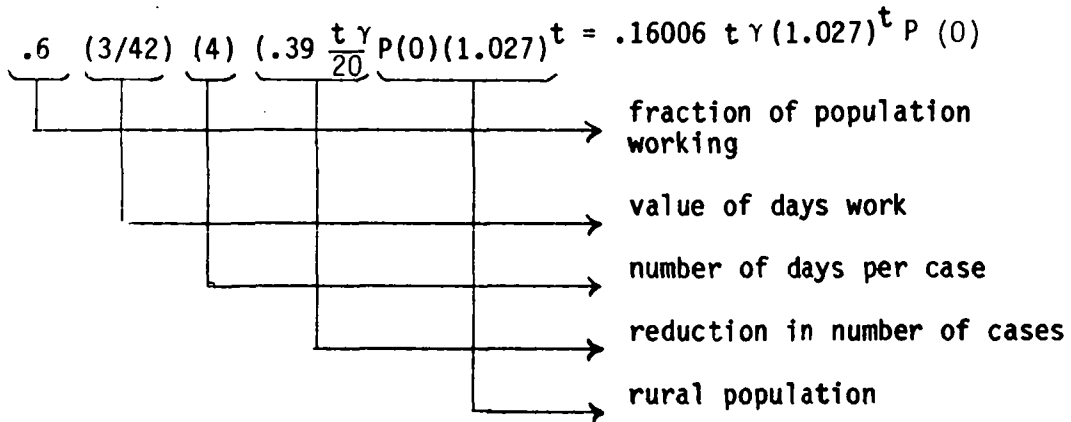 .6 (3/42) (4) (.39 t γ/20 P(0)(1.027)^t = .16006 t γ(1.027)^t P (0)
fraction of population
working
value of days work
number of days per case
reduction in number of cases
rural population